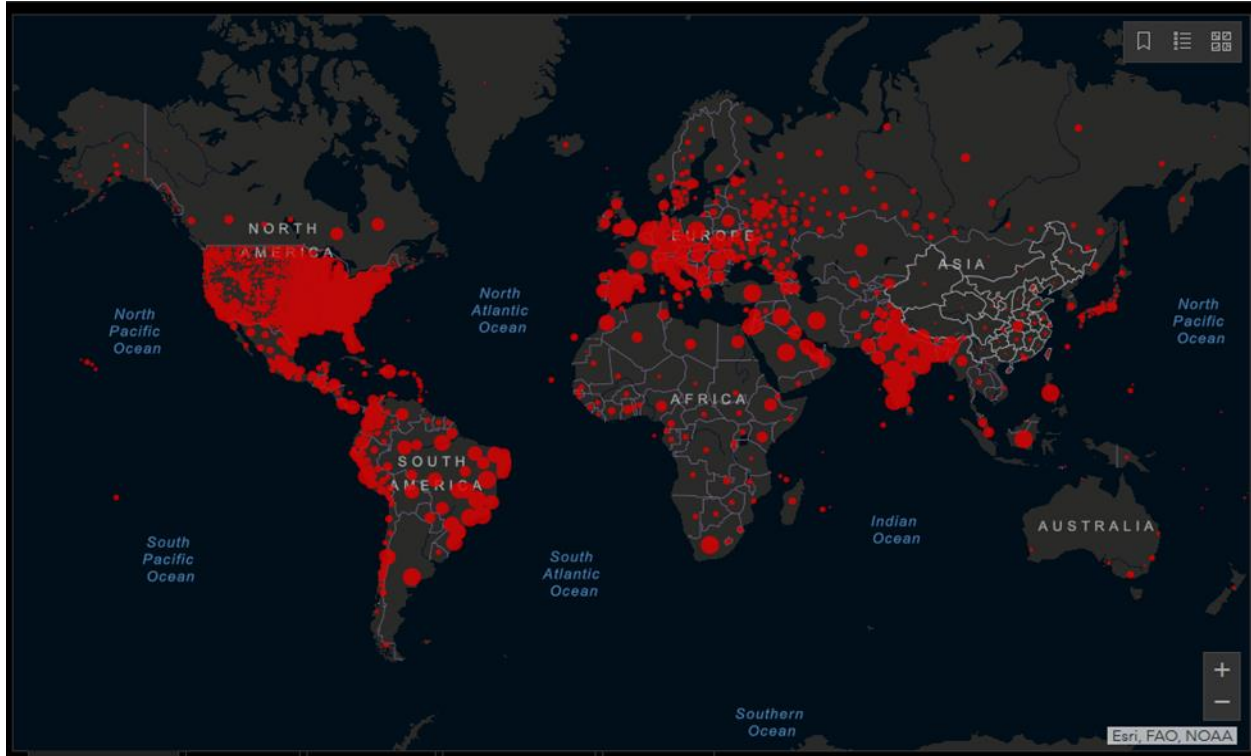 NORTH
AMERICA
EUROPE
ASIA
North
Pacific
Ocean
North
Atlantic
Ocean
North
Pacific
Ocean
AFRICA
SOUTH
AMERICA
South
Pacific
Ocean
South
Atlantic
Ocean
Indian
Ocean
AUSTRALIA
Southern
Ocean
+
−
Esri, FAO, NOAA